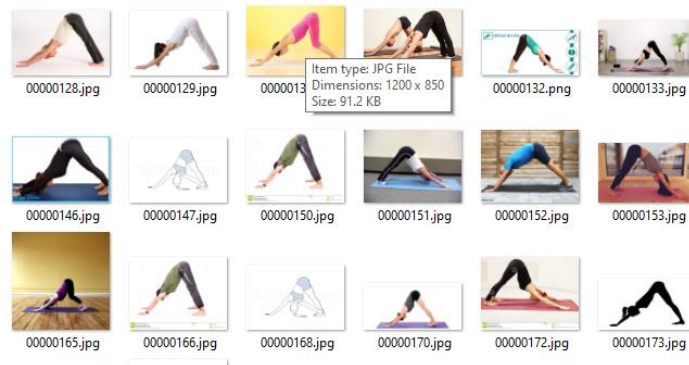 00000128.jpg
00000129.jpg
0000013
00000132.png
00000133.jpg
Item type: JPG File
Dimensions: 1200 x 850
Size: 91.2 KB
00000146.jpg
00000147.jpg
00000150.jpg
00000151.jpg
00000152.jpg
00000153.jpg
00000165.jpg
00000166.jpg
00000168.jpg
00000170.jpg
00000172.jpg
00000173.jpg